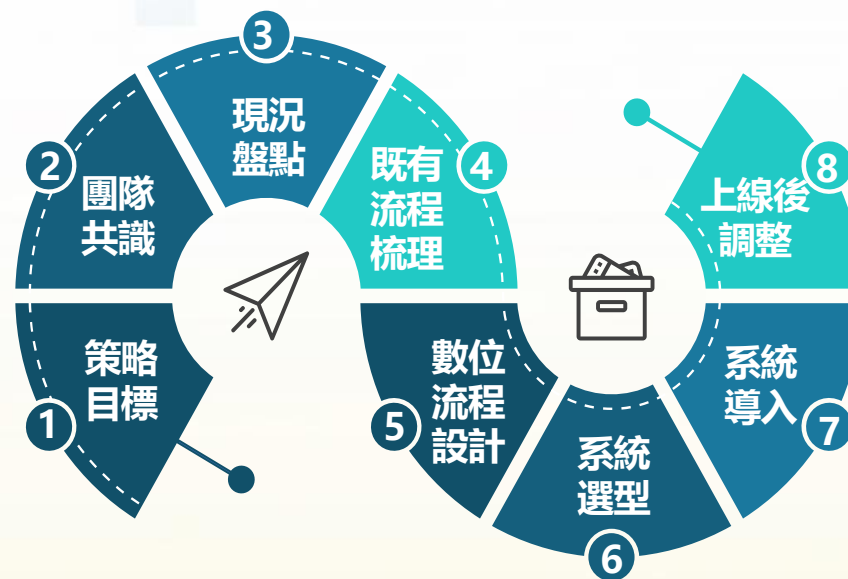 1
策略
目標
2
團隊
共識
3
現況
盤點
4
既有
流程
梳理
5
數位
流程
設計
6
系統
選型
7
系統
導入
8
上線後
調整